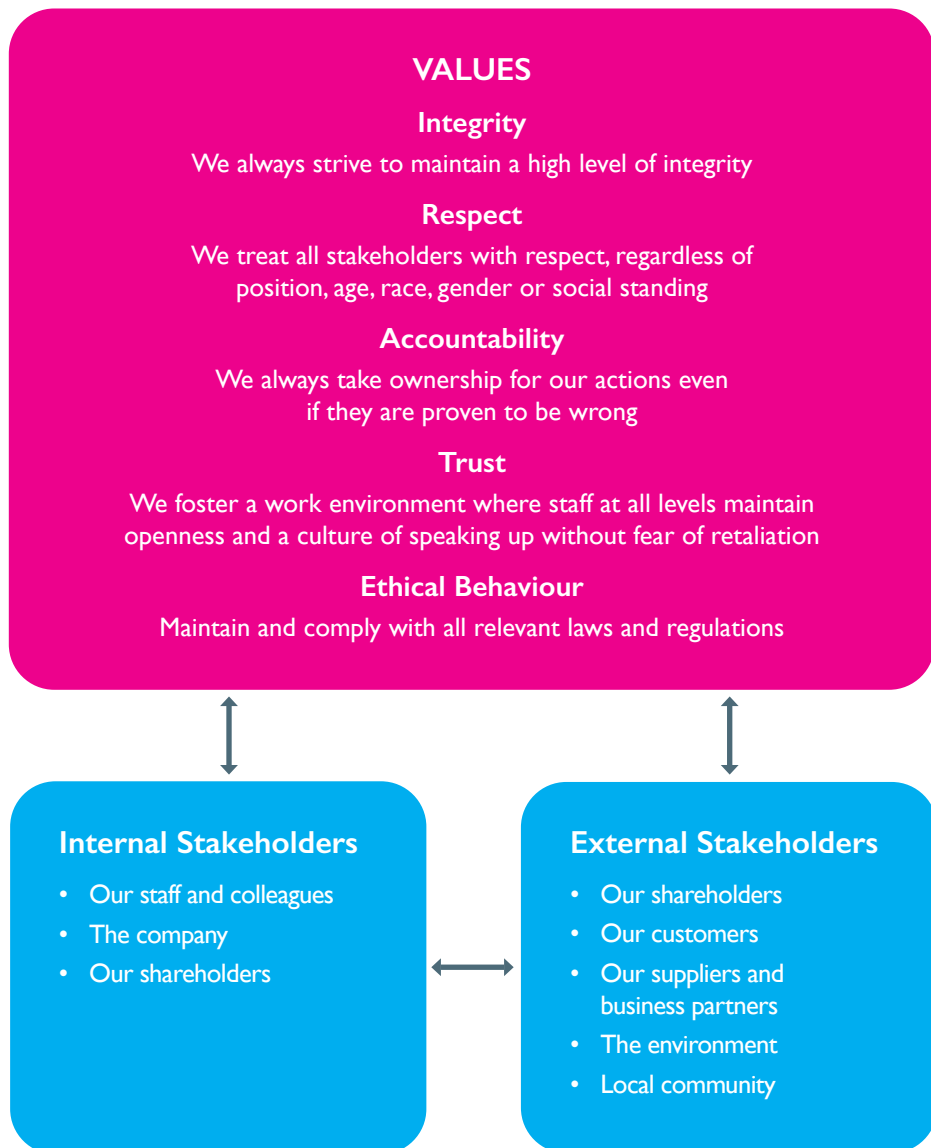 VALUES
Integrity
We always strive to maintain a high level of integrity
Respect
We treat all stakeholders with respect, regardless of
position, age, race, gender or social standing
Accountability
We always take ownership for our actions even
if they are proven to be wrong
Trust
We foster a work environment where staff at all levels maintain
openness and a culture of speaking up without fear of retaliation
Ethical Behaviour
Maintain and comply with all relevant laws and regulations
Internal Stakeholders
• Our staff and colleagues
• The company
• Our shareholders
External Stakeholders
• Our shareholders
• Our customers
• Our suppliers and
business partners
• The environment
• Local community